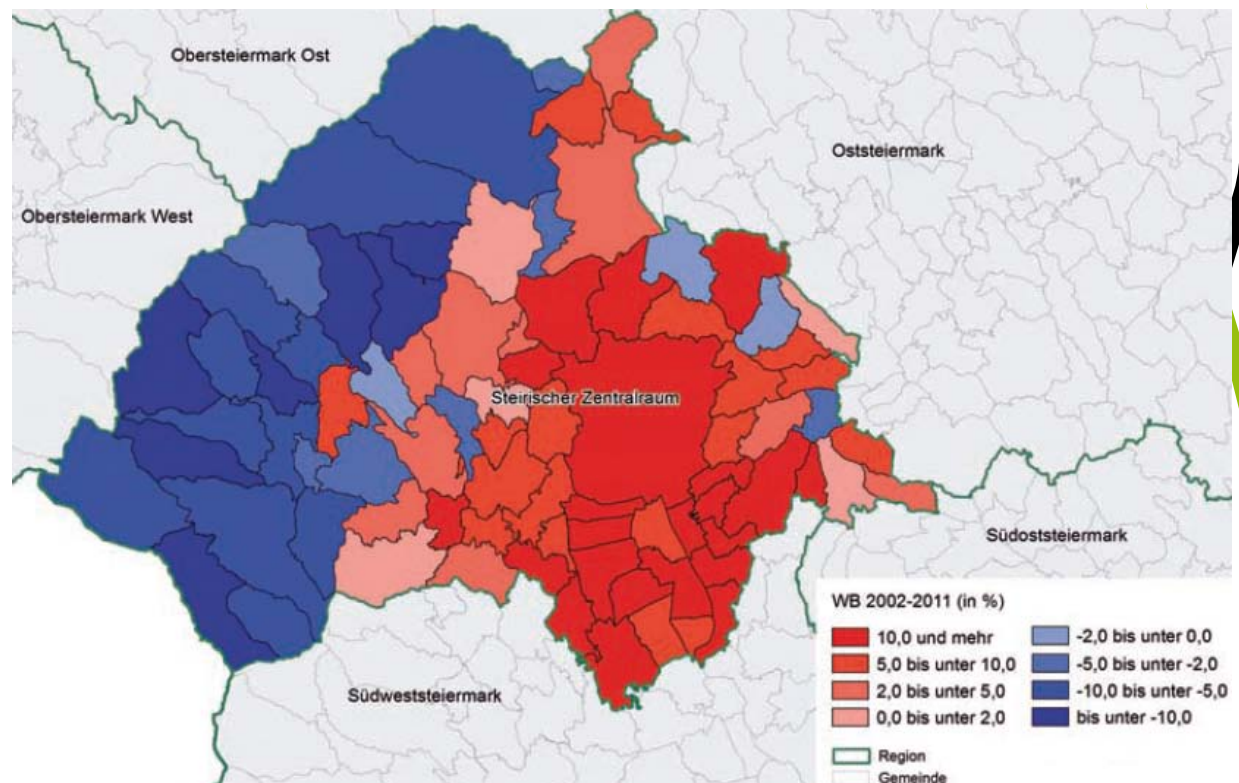 Obersteiermark Ost
Oststeiermark
Obersteiermark West
Steirischer Zentralraum
Südoststeiermark
Südweststeiermark
WB 2002-2011 (in %)
10,0 und mehr
5,0 bis unter 10,0
2,0 bis unter 5,0
0,0 bis unter 2,0
-2,0 bis unter 0,0
-5,0 bis unter -2,0
-10,0 bis unter -5,0
bis unter -10,0
Region
Gemeinde